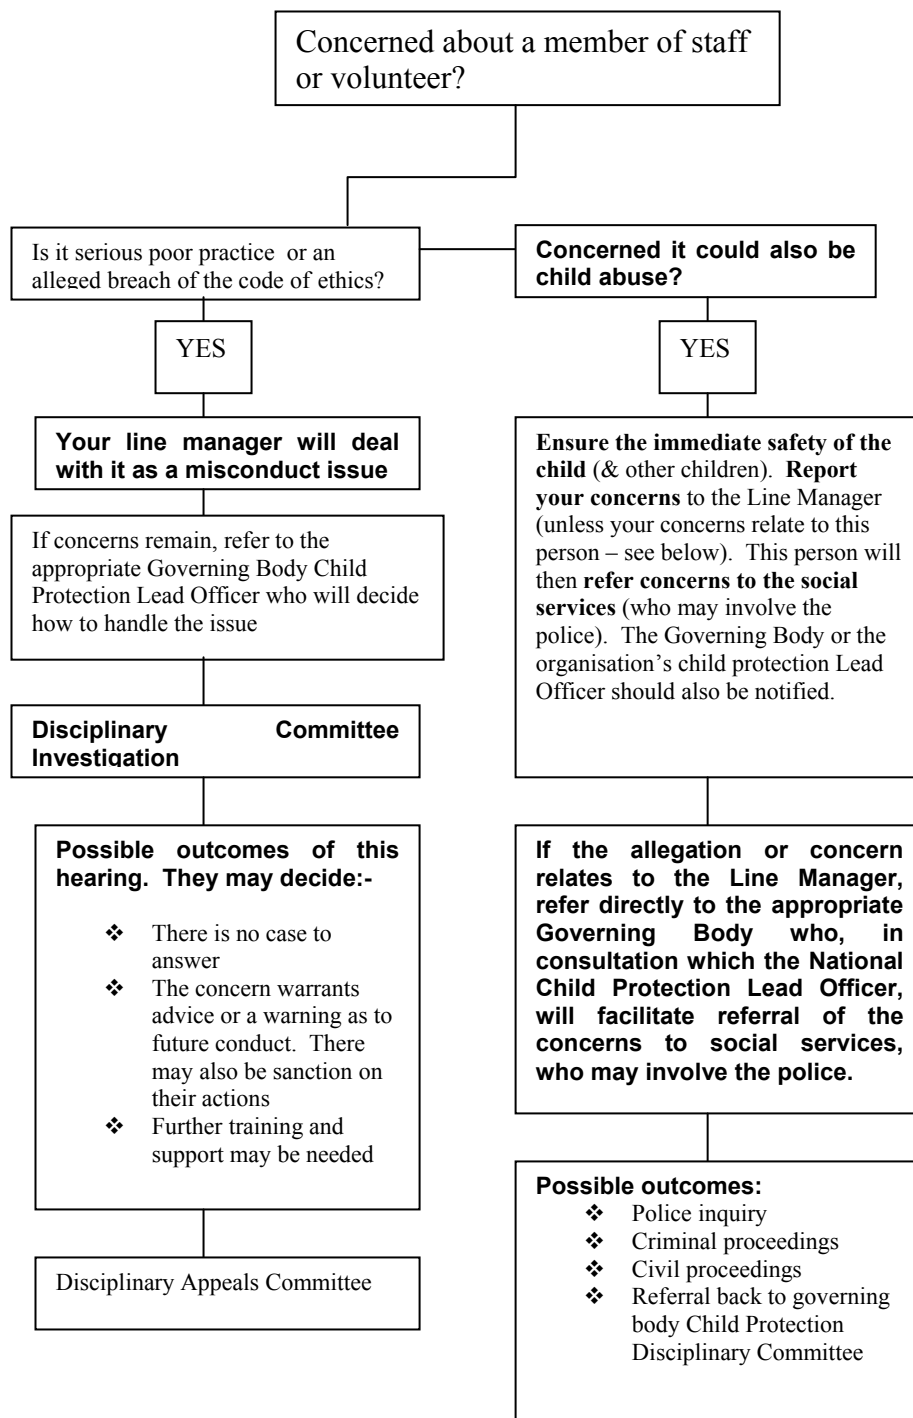 Concerned about a member of staff
or volunteer?
Is it serious poor practice or an
alleged breach of the code of ethics?
Concerned it could also be
child abuse?
YES
YES
Your line manager will deal
with it as a misconduct issue
If concerns remain, refer to the
appropriate Governing Body Child
Protection Lead Officer who will decide
how to handle the issue
Disciplinary Committee
Investigation
Possible outcomes of this
hearing. They may decide:-
❖ There is no case to
answer
❖ The concern warrants
advice or a warning as to
future conduct. There
may also be sanction on
their actions
❖ Further training and
support may be needed
Disciplinary Appeals Committee
Ensure the immediate safety of the
child (& other children). Report
your concerns to the Line Manager
(unless your concerns relate to this
person – see below). This person will
then refer concerns to the social
services (who may involve the
police). The Governing Body or the
organisation's child protection Lead
Officer should also be notified.
If the allegation or concern
relates to the Line Manager,
refer directly to the appropriate
Governing Body who, in
consultation which the National
Child Protection Lead Officer,
will facilitate referral of the
concerns to social services,
who may involve the police.
Possible outcomes:
❖ Police inquiry
❖ Criminal proceedings
❖ Civil proceedings
❖ Referral back to governing
body Child Protection
Disciplinary Committee